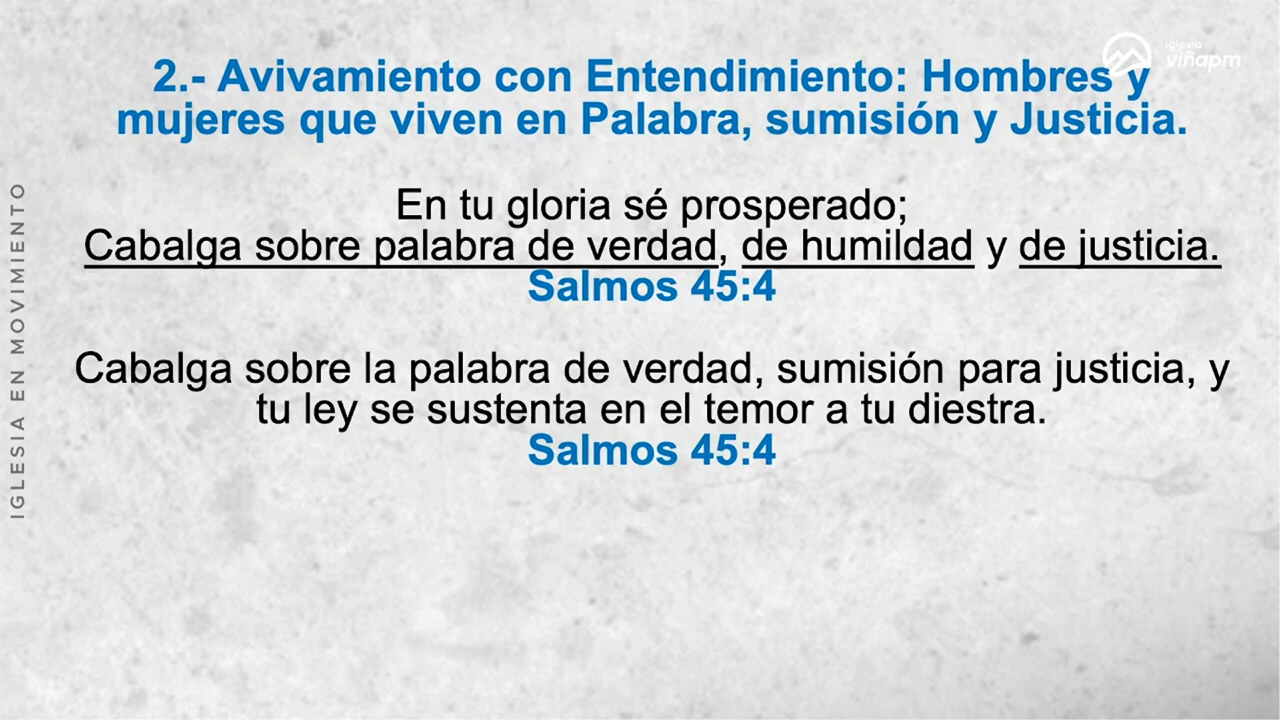 iglesia
viñapm
2.- Avivamiento con Entendimiento: Hombres y
mujeres que viven en Palabra, sumisión y Justicia.
En tu gloria sé prosperado;
Cabalga sobre palabra de verdad, de humildad y de justicia.
Salmos 45:4
Cabalga sobre la palabra de verdad, sumisión para justicia, y
tu ley se sustenta en el temor a tu diestra.
Salmos 45:4
IGLESIA EN MOVIMIENTO